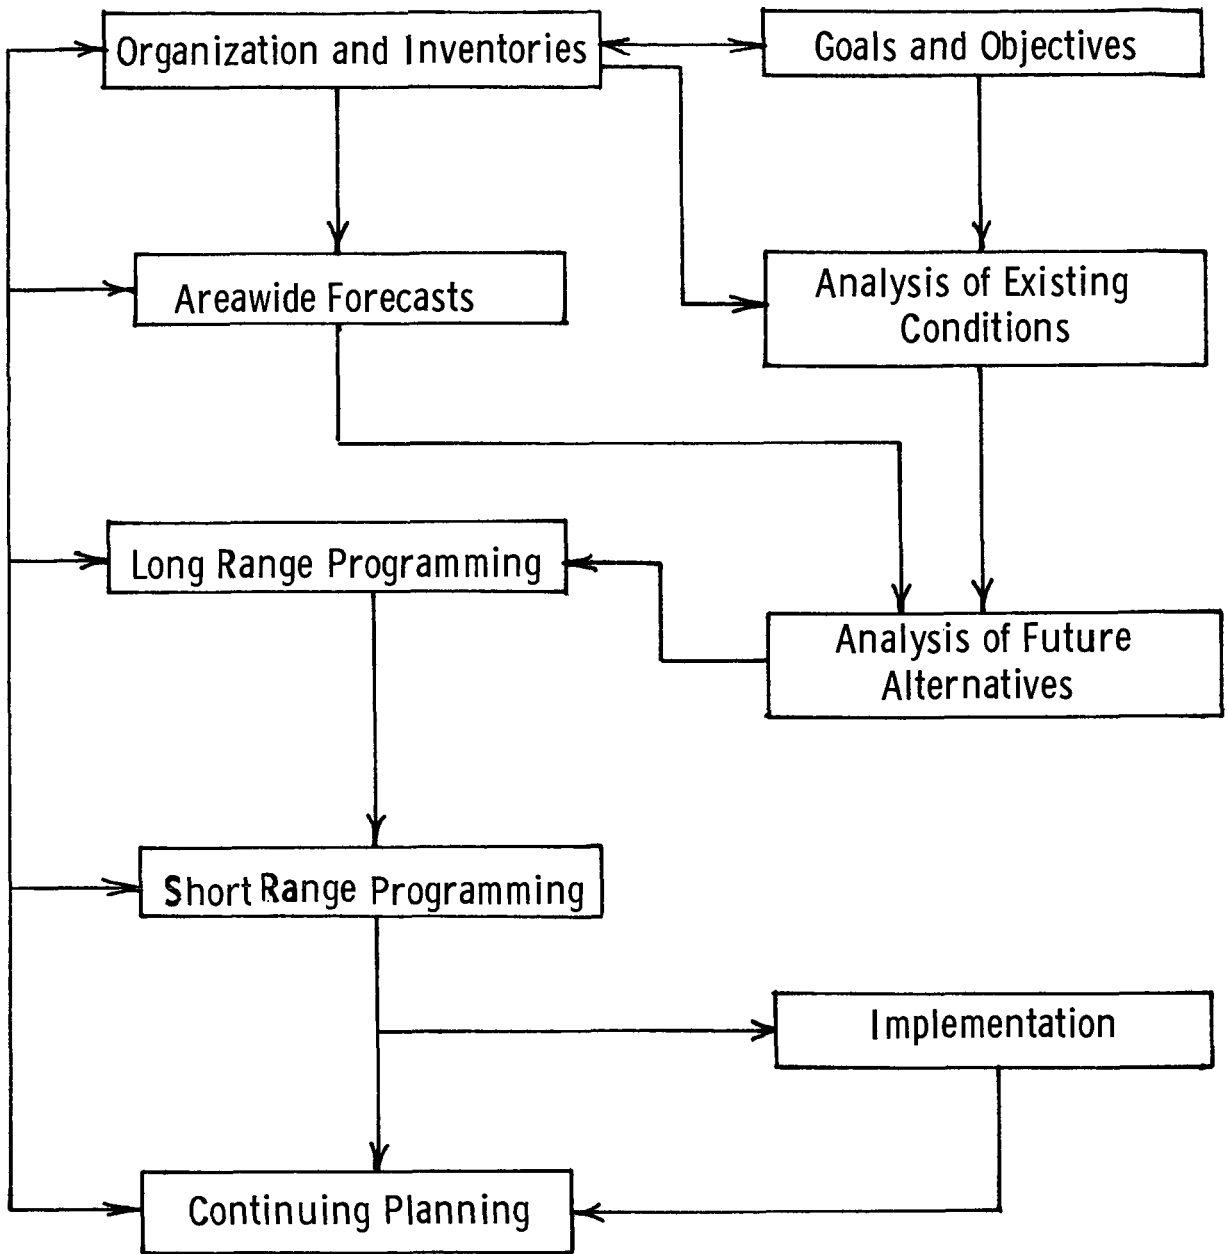 Organization and Inventories
Goals and Objectives
Areawide Forecasts
Analysis of Existing
Conditions
Long Range Programming
Analysis of Future
Alternatives
Short Range Programming
Implementation
Continuing Planning